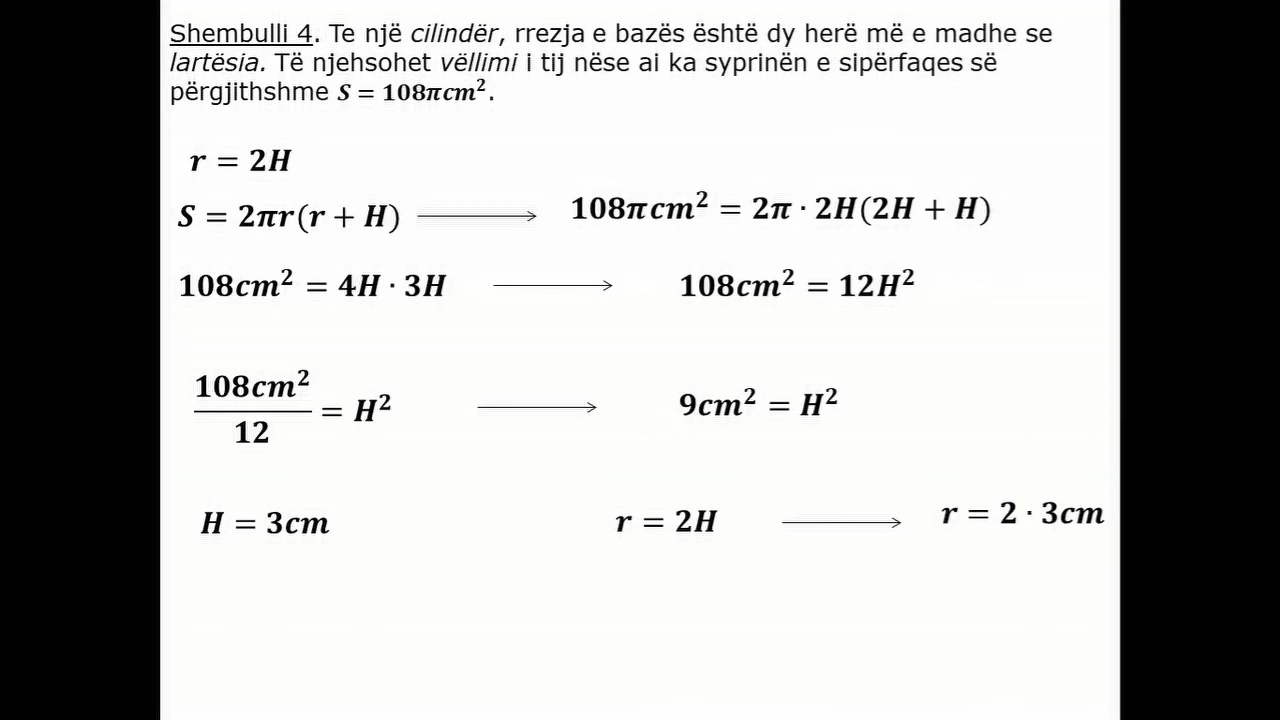 Shembulli 4. Te një cilindër, rrezja e bazës është dy herë më e madhe se
lartësia. Të njehsohet vëllimi i tij nëse ai ka syprinën e sipërfaqes së
përgjithshme S = 108πcm².
r = 2H
S = 2πr(r + H) ⟶ 108πcm² = 2π · 2H(2H + H)
108cm² = 4H · 3H ⟶ 108cm² = 12H²
108cm²/12 = H² ⟶ 9cm² = H²
H = 3cm r = 2H ⟶ r = 2 · 3cm